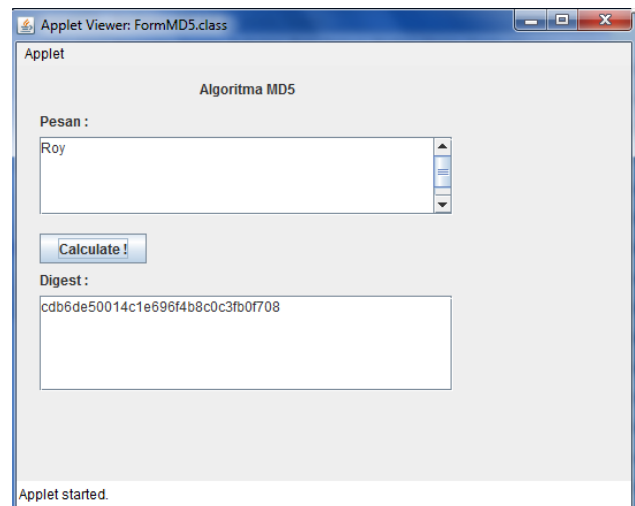 Applet Viewer: FormMD5.class
Applet
Algoritma MD5
Pesan :
Roy
Calculate !
Digest :
cdb6de50014c1e696f4b8c0c3fb0f708
Applet started.